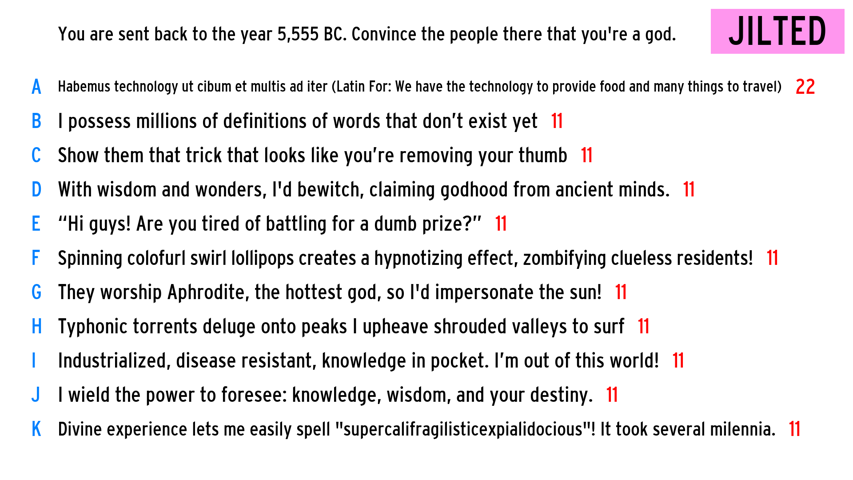 You are sent back to the year 5,555 BC. Convince the people there that you're a god.
JILTED
A Habemus technology ut cibum et multis ad iter (Latin For: We have the technology to provide food and many things to travel) 22
B I possess millions of definitions of words that don’t exist yet 11
C Show them that trick that looks like you’re removing your thumb 11
D With wisdom and wonders, I'd bewitch, claiming godhood from ancient minds. 11
E “Hi guys! Are you tired of battling for a dumb prize?” 11
F Spinning colofurl swirl lollipops creates a hypnotizing effect, zombifying clueless residents! 11
G They worship Aphrodite, the hottest god, so I'd impersonate the sun! 11
H Typhonic torrents deluge onto peaks I upheave shrouded valleys to surf 11
I Industrialized, disease resistant, knowledge in pocket. I’m out of this world! 11
J I wield the power to foresee: knowledge, wisdom, and your destiny. 11
K Divine experience lets me easily spell "supercalifragilisticexpialidocious"! It took several milennia. 11